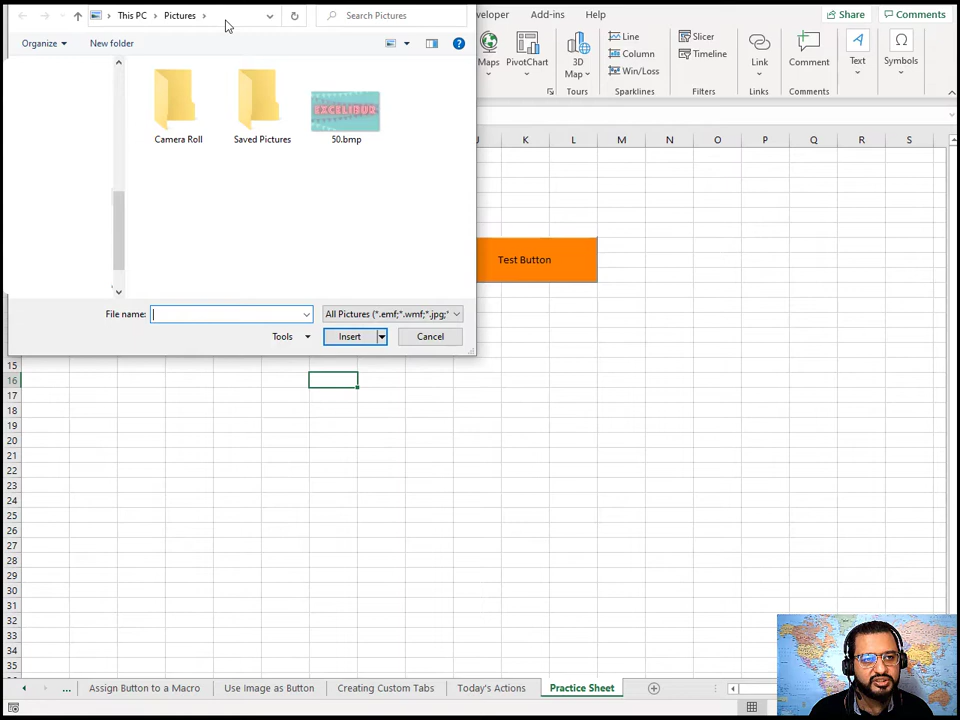 This PC > Pictures >
Search Pictures
Organize
New folder
Camera Roll
Saved Pictures
EXCELIBUR
50.bmp
File name:
All Pictures (*.emf;*.wmf;*.jpg;*
Tools
Insert
Cancel
veloper
Add-ins
Help
Share
Comments
Maps
PivotChart
3D
Map
Tours
Line
Column
Win/Loss
Sparklines
Slicer
Timeline
Filters
Link
Links
Comment
Comments
Text
Symbols
K L M N O P Q R S
Test Button
15
16
17
18
19
20
21
22
23
24
25
26
27
28
29
30
31
32
33
34
35
... Assign Button to a Macro Use Image as Button Creating Custom Tabs Today's Actions Practice Sheet